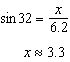 sin 32 = x/6.2
x ≈ 3.3